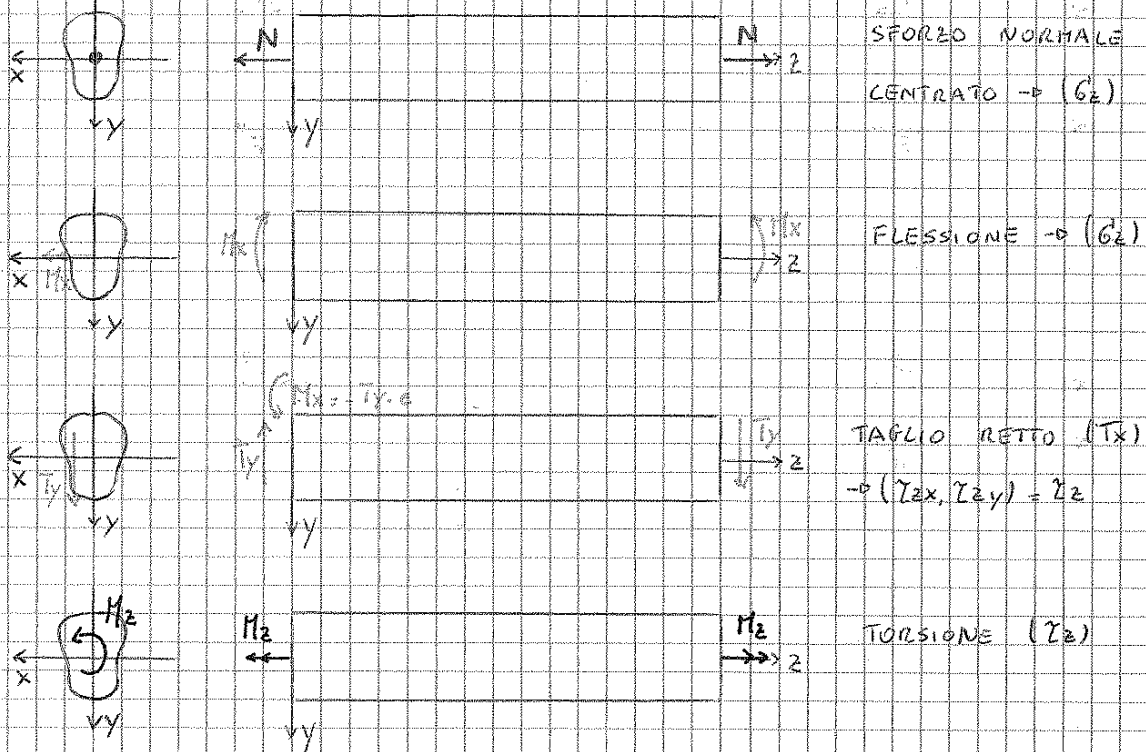 N N SFORZO NORMALE
x z
CENTRATO → (σz)
y y
Mx Mx FLESSIONE → (σz)
x Mx z
y y
Mx = - Ty·e
Ty Ty TAGLIO RETTO (Tx)
x Ty z
→ (τzx, τzy) = τz
y y
Mz Mz Mz TORSIONE (τz)
x z
y y